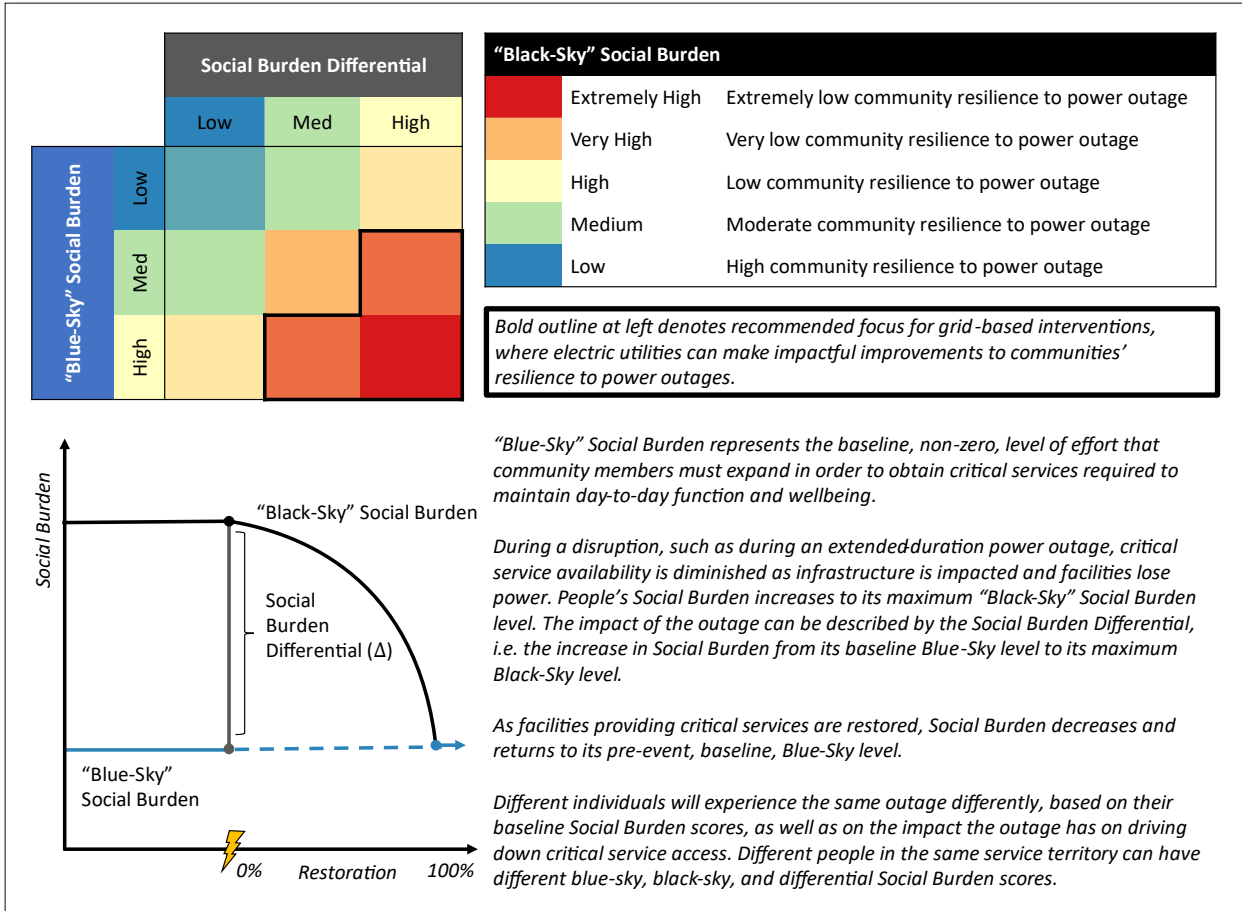 Social Burden Differential
Low
Med
High
“Blue-Sky” Social Burden
Low
Med
High
“Black-Sky” Social Burden
Extremely High Extremely low community resilience to power outage
Very High Very low community resilience to power outage
High Low community resilience to power outage
Medium Moderate community resilience to power outage
Low High community resilience to power outage
Bold outline at left denotes recommended focus for grid-based interventions,
where electric utilities can make impactful improvements to communities’
resilience to power outages.
Social Burden
“Black-Sky” Social Burden
Social
Burden
Differential (Δ)
“Blue-Sky”
Social Burden
0% Restoration 100%
“Blue-Sky” Social Burden represents the baseline, non-zero, level of effort that
community members must expand in order to obtain critical services required to
maintain day-to-day function and wellbeing.
During a disruption, such as during an extended-duration power outage, critical
service availability is diminished as infrastructure is impacted and facilities lose
power. People’s Social Burden increases to its maximum “Black-Sky” Social Burden
level. The impact of the outage can be described by the Social Burden Differential,
i.e. the increase in Social Burden from its baseline Blue-Sky level to its maximum
Black-Sky level.
As facilities providing critical services are restored, Social Burden decreases and
returns to its pre-event, baseline, Blue-Sky level.
Different individuals will experience the same outage differently, based on their
baseline Social Burden scores, as well as on the impact the outage has on driving
down critical service access. Different people in the same service territory can have
different blue-sky, black-sky, and differential Social Burden scores.